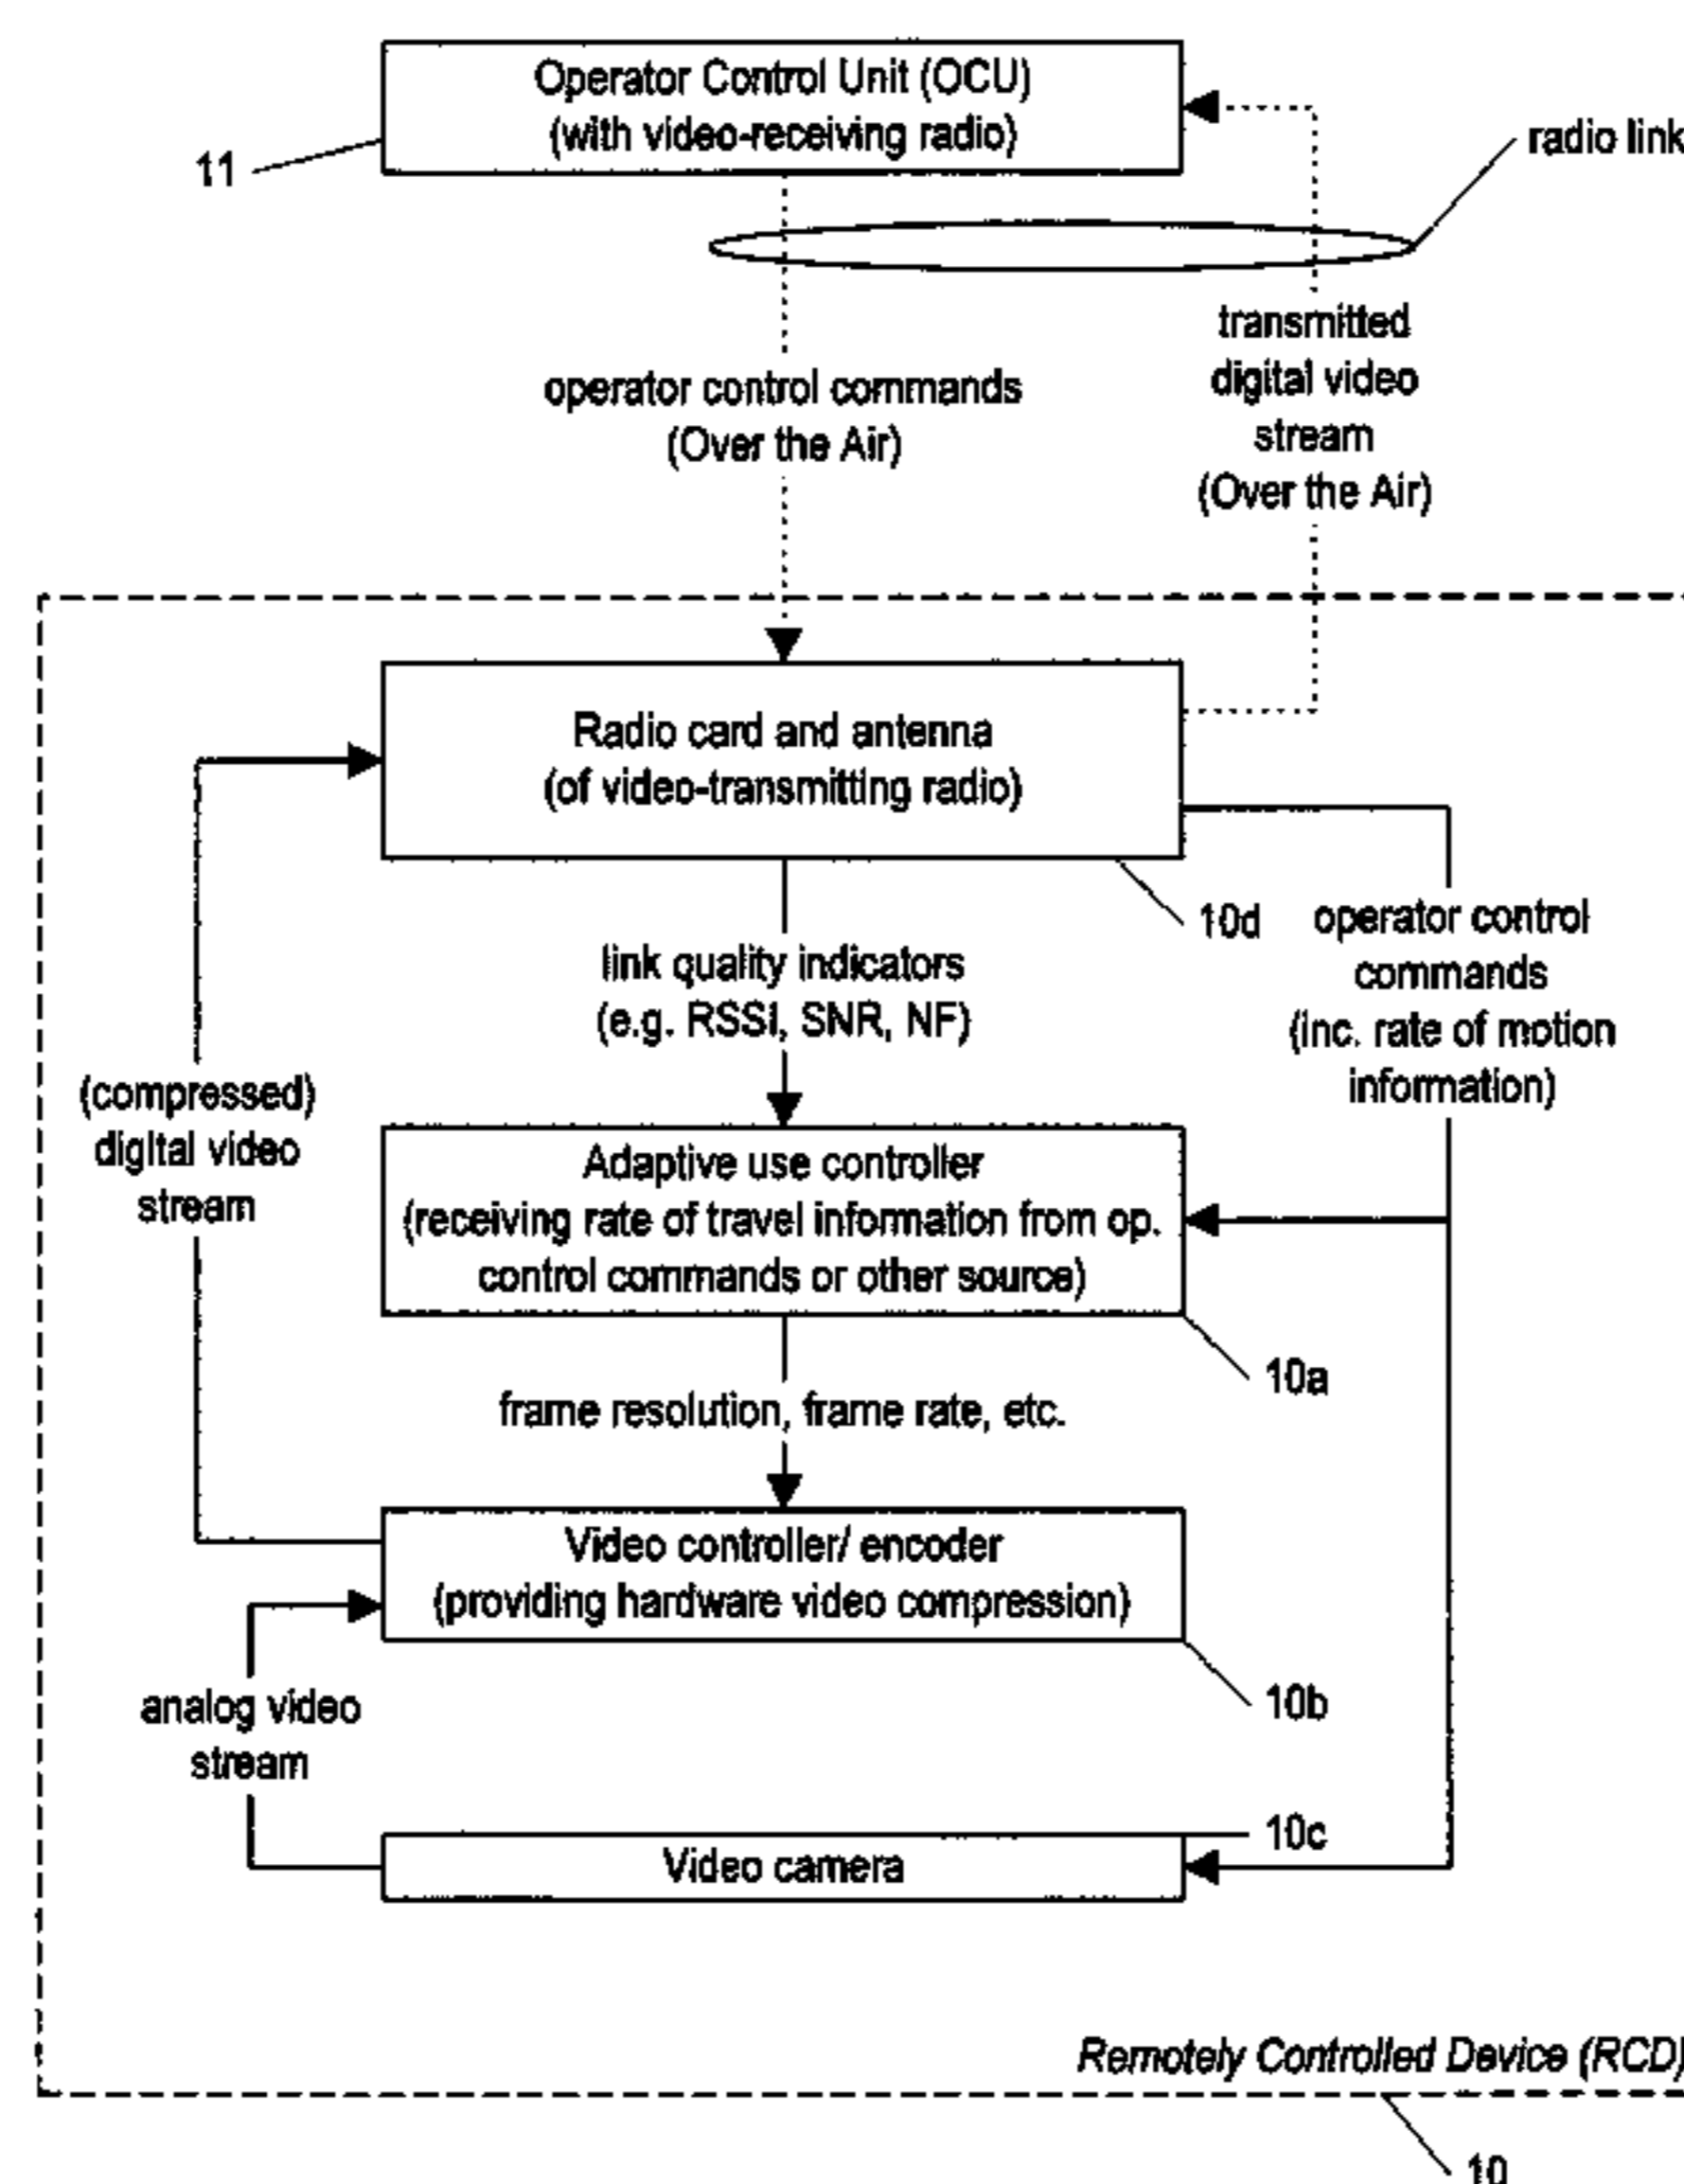 Operator Control Unit (OCU)
(with video-receiving radio)
11
radio link
transmitted
digital video
stream
(Over the Air)
operator control commands
(Over the Air)
Radio card and antenna
(of video-transmitting radio)
10d
operator control
commands
(inc. rate of motion
information)
link quality indicators
(e.g. RSSI, SNR, NF)
(compressed)
digital video
stream
Adaptive use controller
(receiving rate of travel information from op.
control commands or other source)
10a
frame resolution, frame rate, etc.
Video controller/ encoder
(providing hardware video compression)
10b
analog video
stream
10c
Video camera
Remotely Controlled Device (RCD)
10